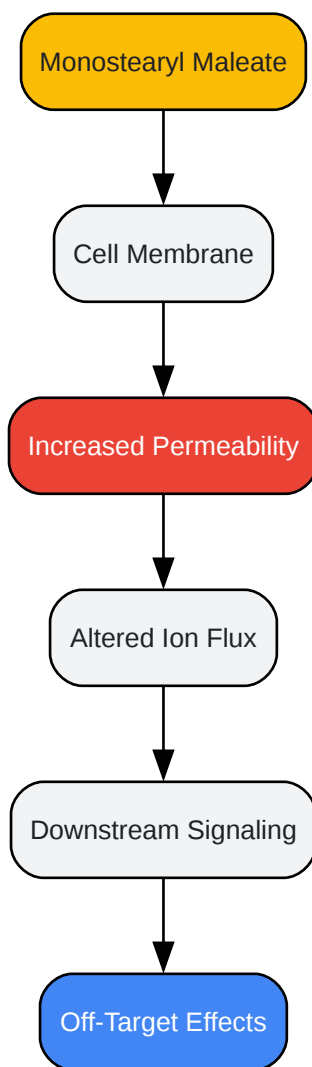 Monostearyl Maleate
Cell Membrane
Increased Permeability
Altered Ion Flux
Downstream Signaling
Off-Target Effects